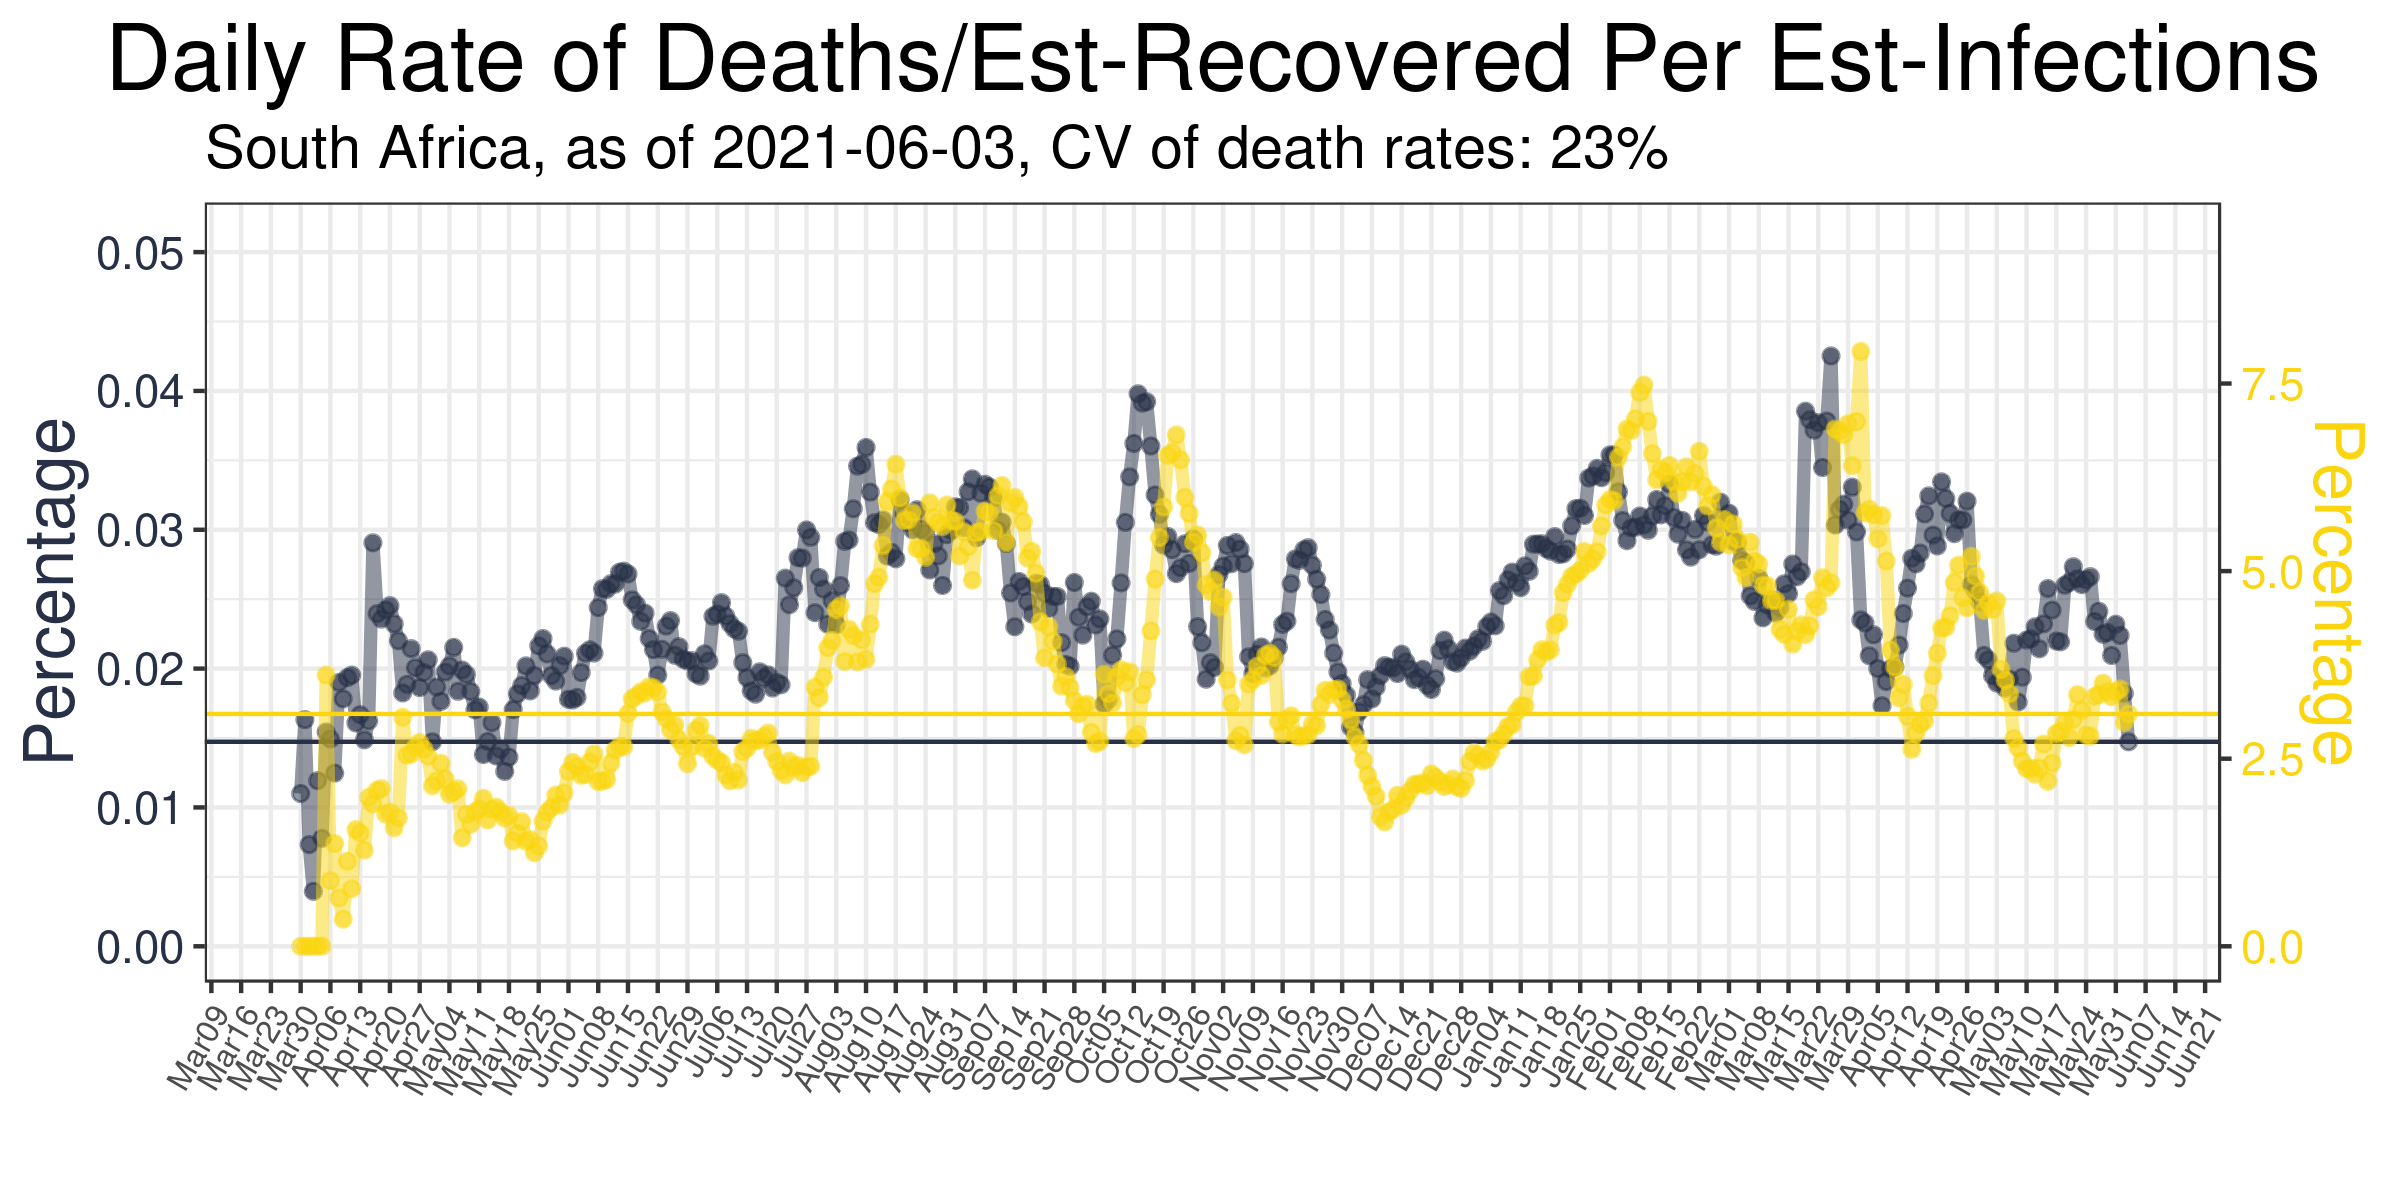 Daily Rate of Deaths/Est-Recovered Per Est-Infections
South Africa, as of 2021-06-03, CV of death rates: 23%
Percentage
0.05
0.04
0.03
0.02
0.01
0.00
7.5
5.0
2.5
0.0
Percentage
Mar09
Mar16
Mar23
Mar30
Apr06
Apr13
Apr20
Apr27
May04
May11
May18
May25
Jun01
Jun08
Jun15
Jun22
Jun29
Jul06
Jul13
Jul20
Jul27
Aug03
Aug10
Aug17
Aug24
Aug31
Sep07
Sep14
Sep21
Sep28
Oct05
Oct12
Oct19
Oct26
Nov02
Nov09
Nov16
Nov23
Nov30
Dec07
Dec14
Dec21
Dec28
Jan04
Jan11
Jan18
Jan25
Feb01
Feb08
Feb15
Feb22
Mar01
Mar08
Mar15
Mar22
Mar29
Apr05
Apr12
Apr19
Apr26
May03
May10
May17
May24
May31
Jun07
Jun14
Jun21